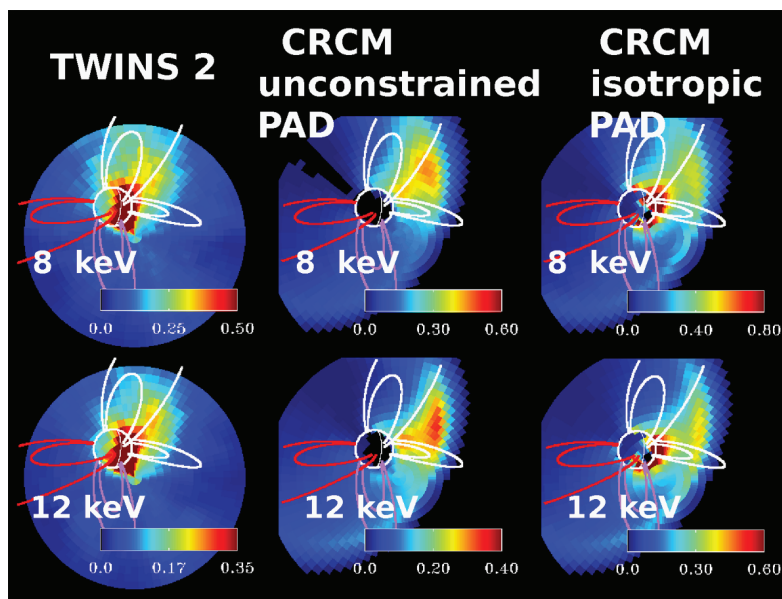 TWINS 2
CRCM
unconstrained
PAD
CRCM
isotropic
PAD
8 keV
0.0 0.25 0.50
8 keV
0.0 0.30 0.60
8 keV
0.0 0.40 0.80
12 keV
0.0 0.17 0.35
12 keV
0.0 0.20 0.40
12 keV
0.0 0.30 0.60